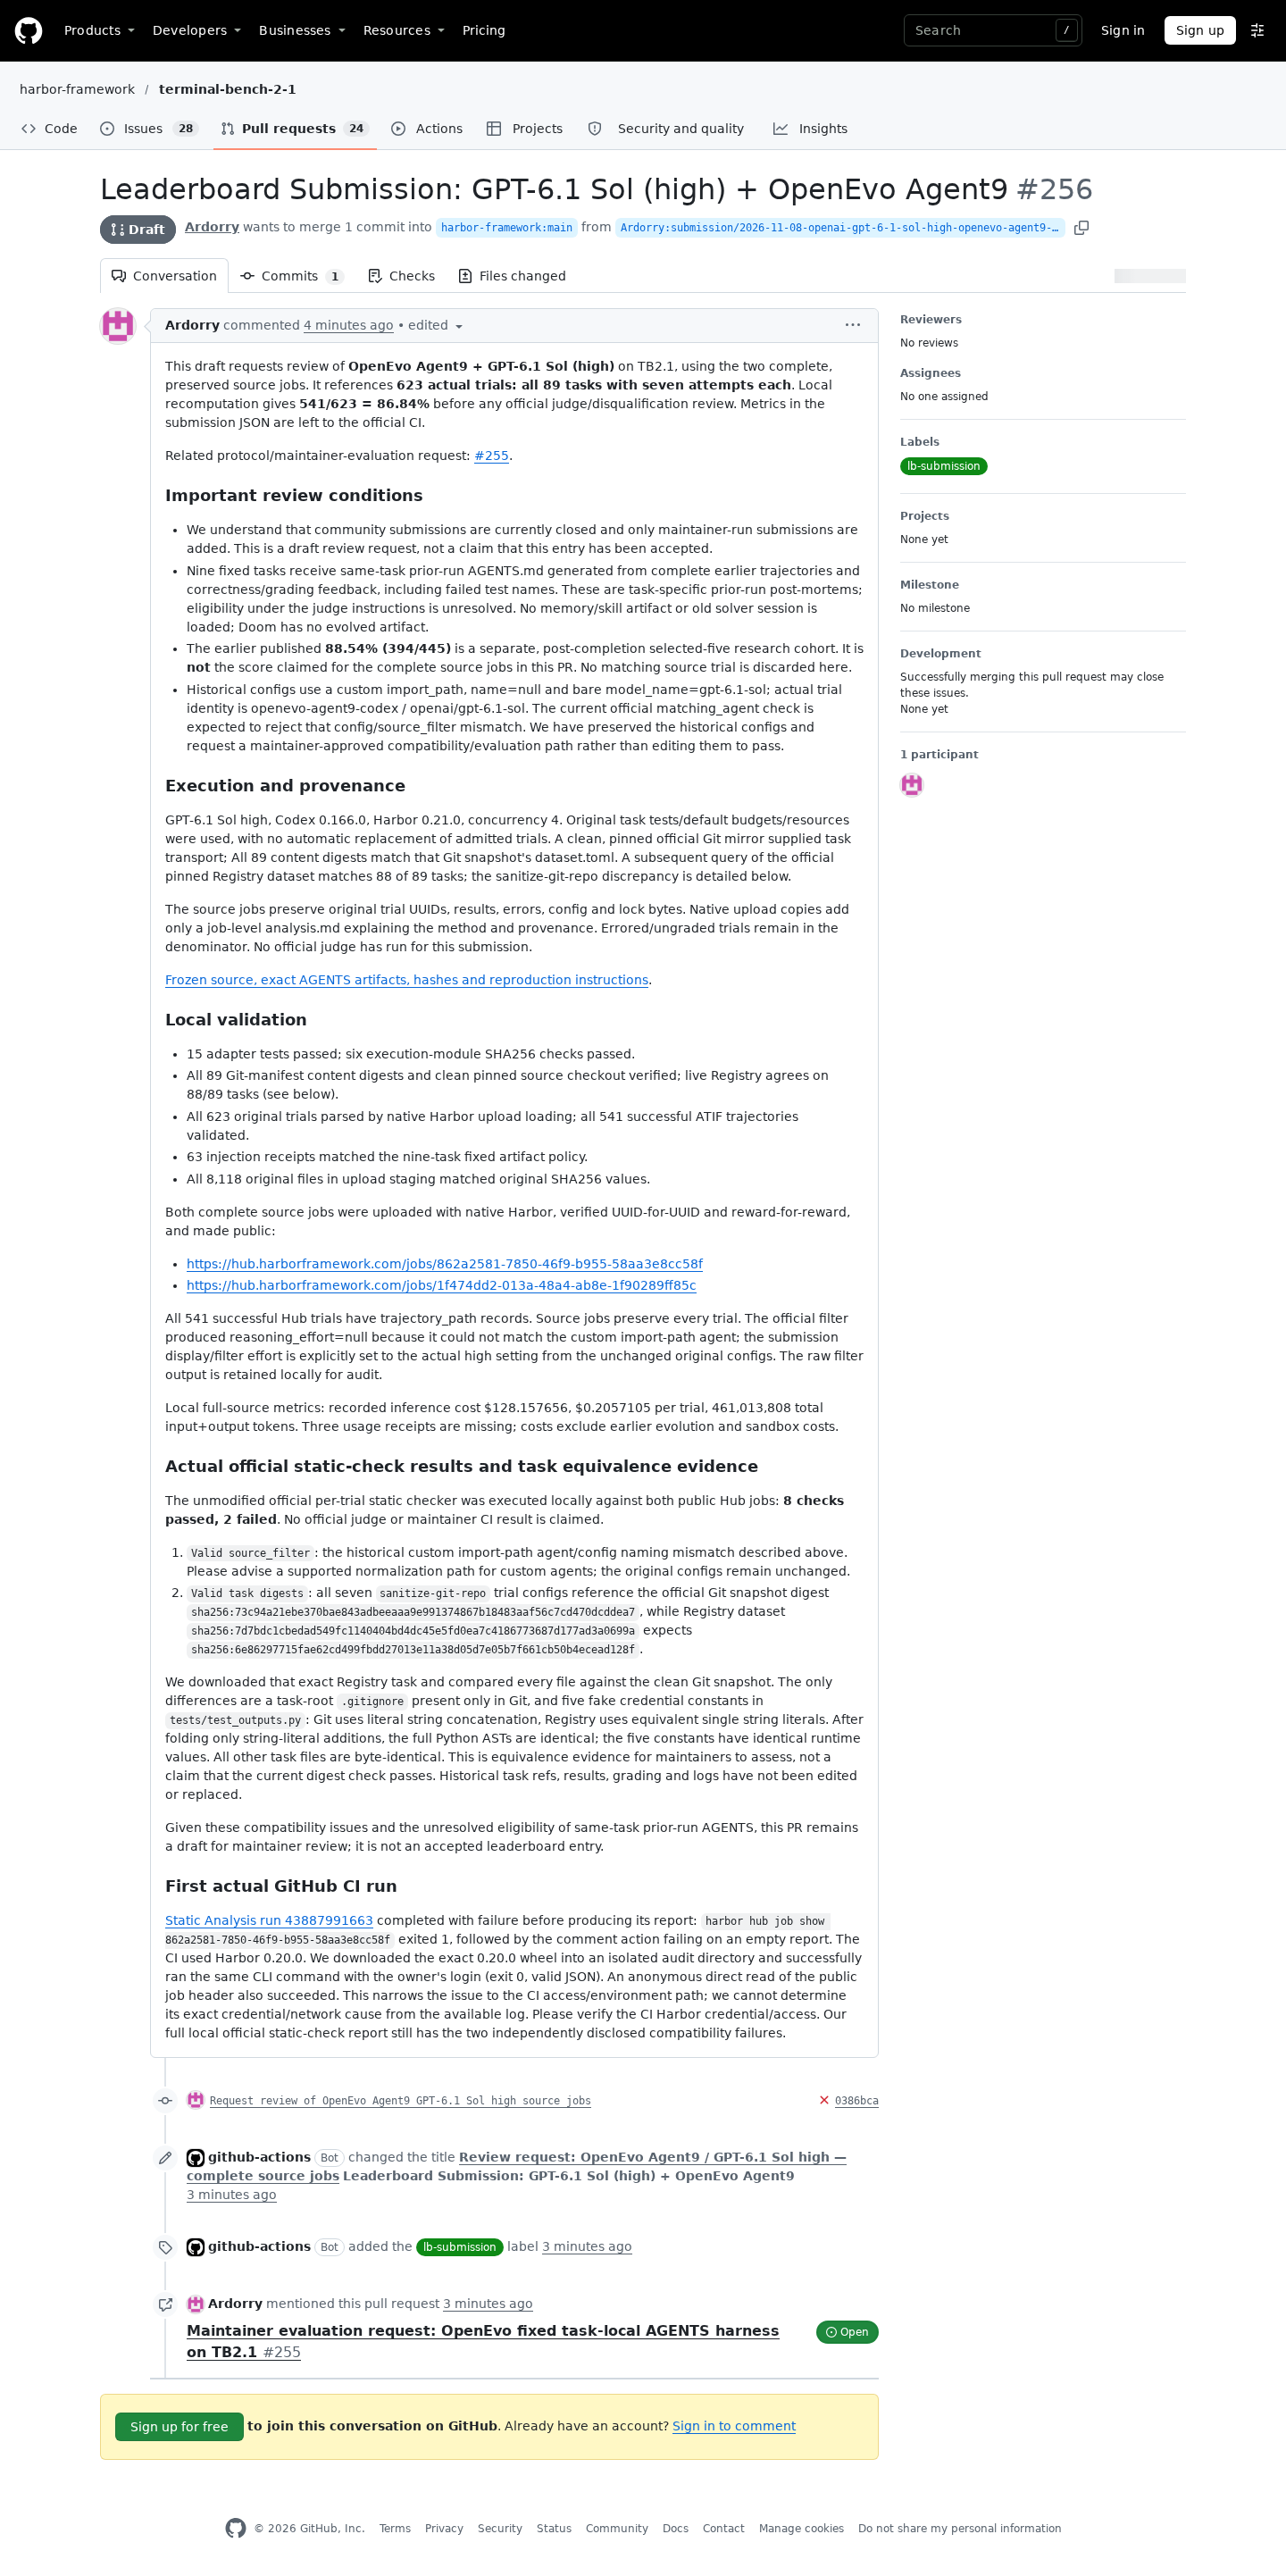 Products Developers Businesses Resources Pricing Search / Sign in Sign up
harbor-framework / terminal-bench-2-1
Code Issues 28 Pull requests 24 Actions Projects Security and quality Insights
Leaderboard Submission: GPT-6.1 Sol (high) + OpenEvo Agent9 #256
Draft Ardorry wants to merge 1 commit into harbor-framework:main from Ardorry:submission/2026-11-08-openai-gpt-6-1-sol-high-openevo-agent9-…
Conversation Commits 1 Checks Files changed
Ardorry commented 4 minutes ago • edited
This draft requests review of OpenEvo Agent9 + GPT-6.1 Sol (high) on TB2.1, using the two complete,
preserved source jobs. It references 623 actual trials: all 89 tasks with seven attempts each. Local
recomputation gives 541/623 = 86.84% before any official judge/disqualification review. Metrics in the
submission JSON are left to the official CI.
Related protocol/maintainer-evaluation request: #255.
Important review conditions
• We understand that community submissions are currently closed and only maintainer-run submissions are
added. This is a draft review request, not a claim that this entry has been accepted.
• Nine fixed tasks receive same-task prior-run AGENTS.md generated from complete earlier trajectories and
correctness/grading feedback, including failed test names. These are task-specific prior-run post-mortems;
eligibility under the judge instructions is unresolved. No memory/skill artifact or old solver session is
loaded; Doom has no evolved artifact.
• The earlier published 88.54% (394/445) is a separate, post-completion selected-five research cohort. It is
not the score claimed for the complete source jobs in this PR. No matching source trial is discarded here.
• Historical configs use a custom import_path, name=null and bare model_name=gpt-6.1-sol; actual trial
identity is openevo-agent9-codex / openai/gpt-6.1-sol. The current official matching_agent check is
expected to reject that config/source_filter mismatch. We have preserved the historical configs and
request a maintainer-approved compatibility/evaluation path rather than editing them to pass.
Execution and provenance
GPT-6.1 Sol high, Codex 0.166.0, Harbor 0.21.0, concurrency 4. Original task tests/default budgets/resources
were used, with no automatic replacement of admitted trials. A clean, pinned official Git mirror supplied task
transport; All 89 content digests match that Git snapshot's dataset.toml. A subsequent query of the official
pinned Registry dataset matches 88 of 89 tasks; the sanitize-git-repo discrepancy is detailed below.
The source jobs preserve original trial UUIDs, results, errors, config and lock bytes. Native upload copies add
only a job-level analysis.md explaining the method and provenance. Errored/ungraded trials remain in the
denominator. No official judge has run for this submission.
Frozen source, exact AGENTS artifacts, hashes and reproduction instructions.
Local validation
• 15 adapter tests passed; six execution-module SHA256 checks passed.
• All 89 Git-manifest content digests and clean pinned source checkout verified; live Registry agrees on
88/89 tasks (see below).
• All 623 original trials parsed by native Harbor upload loading; all 541 successful ATIF trajectories
validated.
• 63 injection receipts matched the nine-task fixed artifact policy.
• All 8,118 original files in upload staging matched original SHA256 values.
Both complete source jobs were uploaded with native Harbor, verified UUID-for-UUID and reward-for-reward,
and made public:
• https://hub.harborframework.com/jobs/862a2581-7850-46f9-b955-58aa3e8cc58f
• https://hub.harborframework.com/jobs/1f474dd2-013a-48a4-ab8e-1f90289ff85c
All 541 successful Hub trials have trajectory_path records. Source jobs preserve every trial. The official filter
produced reasoning_effort=null because it could not match the custom import-path agent; the submission
display/filter effort is explicitly set to the actual high setting from the unchanged original configs. The raw filter
output is retained locally for audit.
Local full-source metrics: recorded inference cost $128.157656, $0.2057105 per trial, 461,013,808 total
input+output tokens. Three usage receipts are missing; costs exclude earlier evolution and sandbox costs.
Actual official static-check results and task equivalence evidence
The unmodified official per-trial static checker was executed locally against both public Hub jobs: 8 checks
passed, 2 failed. No official judge or maintainer CI result is claimed.
1. Valid source_filter: the historical custom import-path agent/config naming mismatch described above.
Please advise a supported normalization path for custom agents; the original configs remain unchanged.
2. Valid task digests: all seven sanitize-git-repo trial configs reference the official Git snapshot digest
sha256:73c94a21ebe370bae843adbeeaaa9e991374867b18483aaf56c7cd470dcddea7, while Registry dataset
sha256:7d7bdc1cbedad549fc1140404bd4dc45e5fd0ea7c4186773687d177ad3a0699a expects
sha256:6e86297715fae62cd499fbdd27013e11a38d05d7e05b7f661cb50b4ecead128f.
We downloaded that exact Registry task and compared every file against the clean Git snapshot. The only
differences are a task-root .gitignore present only in Git, and five fake credential constants in
tests/test_outputs.py: Git uses literal string concatenation, Registry uses equivalent single string literals. After
folding only string-literal additions, the full Python ASTs are identical; the five constants have identical runtime
values. All other task files are byte-identical. This is equivalence evidence for maintainers to assess, not a
claim that the current digest check passes. Historical task refs, results, grading and logs have not been edited
or replaced.
Given these compatibility issues and the unresolved eligibility of same-task prior-run AGENTS, this PR remains
a draft for maintainer review; it is not an accepted leaderboard entry.
First actual GitHub CI run
Static Analysis run 43887991663 completed with failure before producing its report: harbor hub job show
862a2581-7850-46f9-b955-58aa3e8cc58f exited 1, followed by the comment action failing on an empty report. The
CI used Harbor 0.20.0. We downloaded the exact 0.20.0 wheel into an isolated audit directory and successfully
ran the same CLI command with the owner's login (exit 0, valid JSON). An anonymous direct read of the public
job header also succeeded. This narrows the issue to the CI access/environment path; we cannot determine
its exact credential/network cause from the available log. Please verify the CI Harbor credential/access. Our
full local official static-check report still has the two independently disclosed compatibility failures.
Reviewers
No reviews
Assignees
No one assigned
Labels
lb-submission
Projects
None yet
Milestone
No milestone
Development
Successfully merging this pull request may close
these issues.
None yet
1 participant
Request review of OpenEvo Agent9 GPT-6.1 Sol high source jobs 0386bca
github-actions Bot changed the title Review request: OpenEvo Agent9 / GPT-6.1 Sol high —
complete source jobs Leaderboard Submission: GPT-6.1 Sol (high) + OpenEvo Agent9
3 minutes ago
github-actions Bot added the lb-submission label 3 minutes ago
Ardorry mentioned this pull request 3 minutes ago
Maintainer evaluation request: OpenEvo fixed task-local AGENTS harness
on TB2.1 #255
Open
Sign up for free to join this conversation on GitHub. Already have an account? Sign in to comment
© 2026 GitHub, Inc. Terms Privacy Security Status Community Docs Contact Manage cookies Do not share my personal information